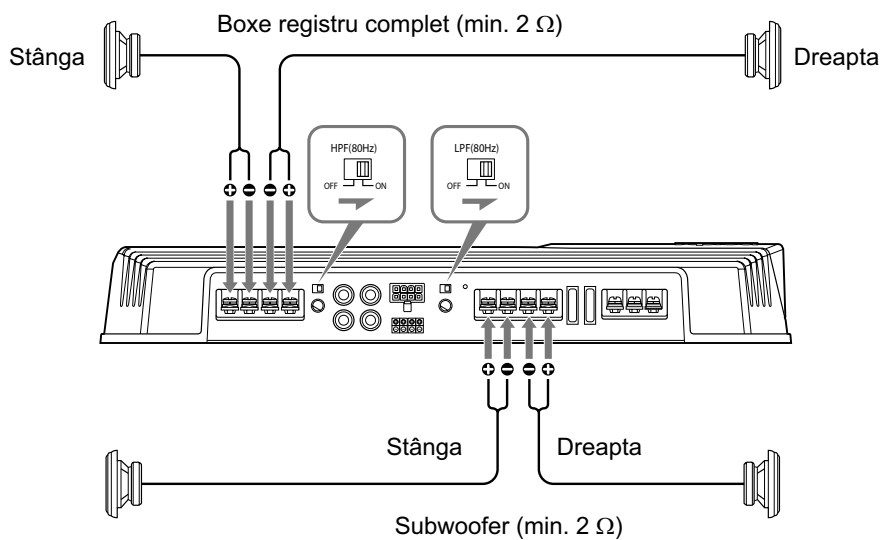 Boxe registru complet (min. 2 Ω)
Stânga
Dreapta
HPF(80Hz)
OFF ON
LPF(80Hz)
OFF ON
Stânga
Dreapta
Subwoofer (min. 2 Ω)